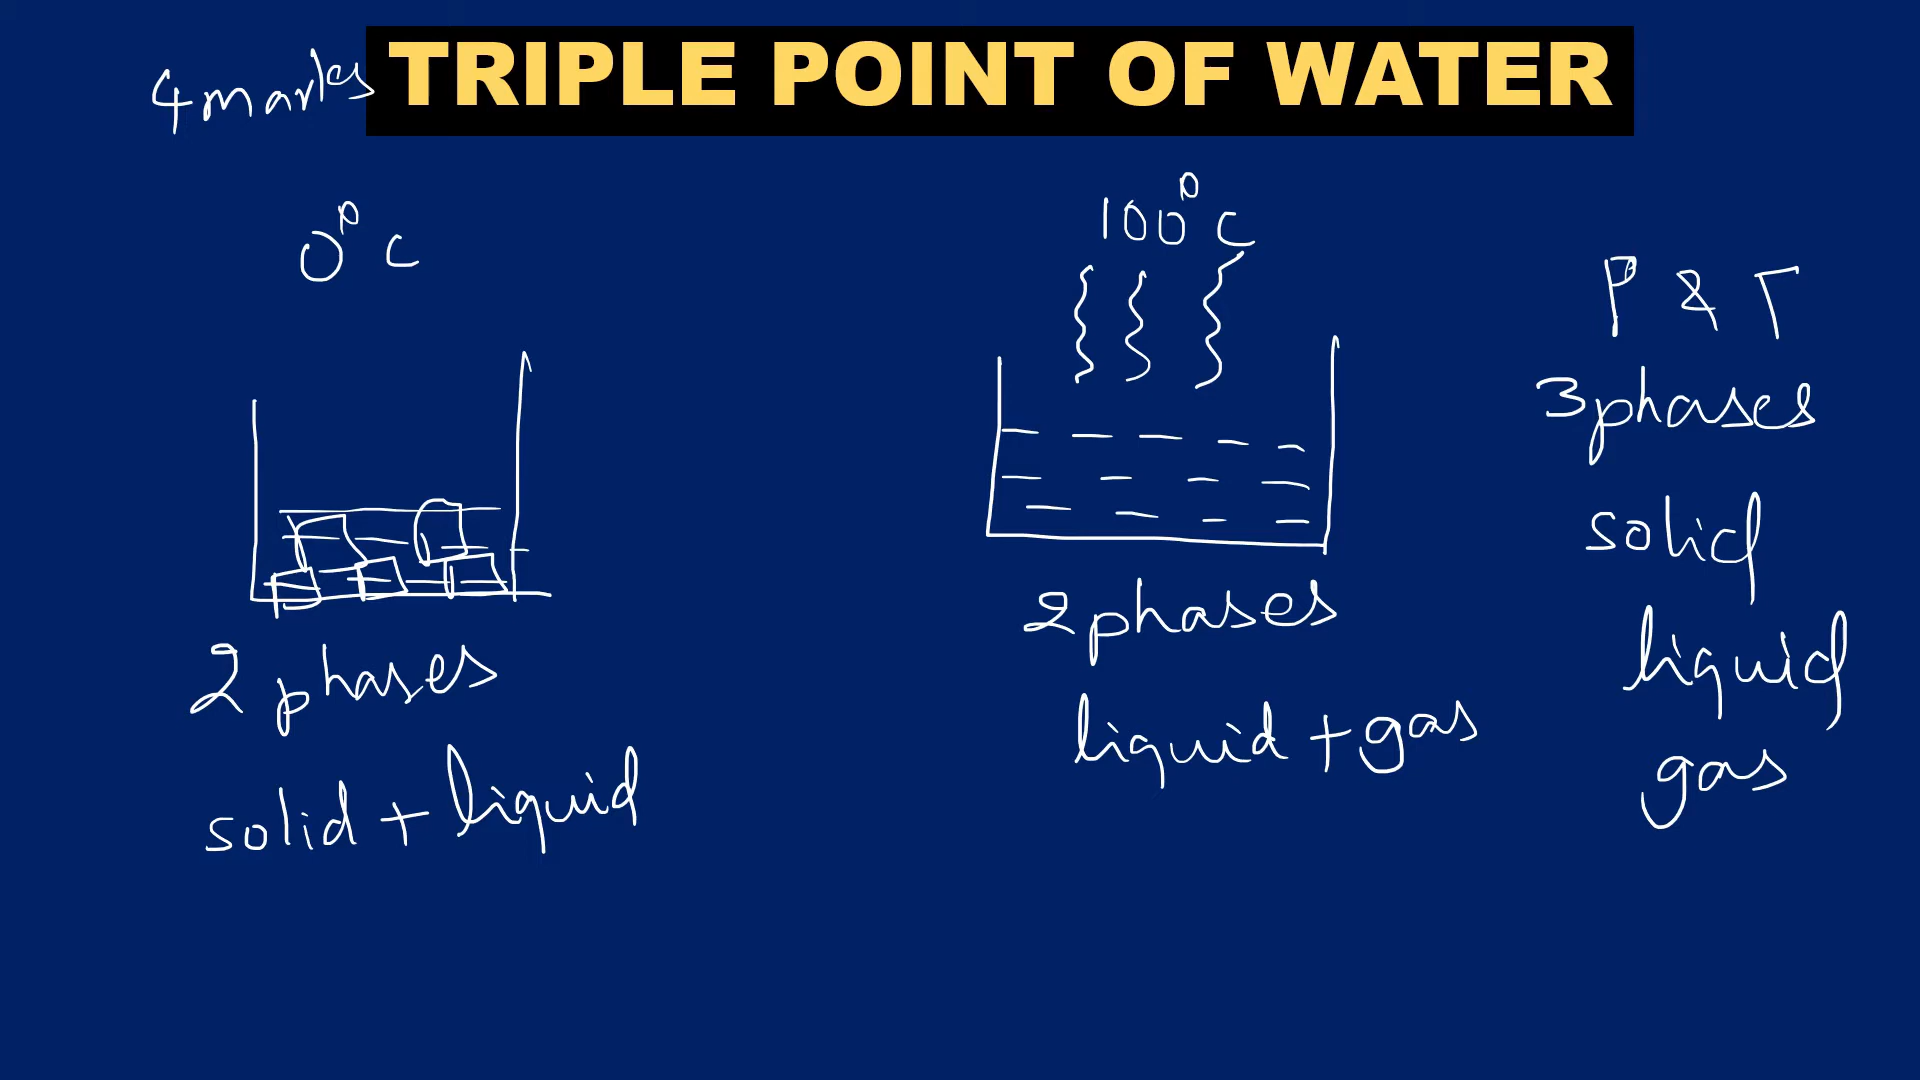 4 marks TRIPLE POINT OF WATER
0°C
100°C
P & T
3 phases
solid
liquid
gas
2 phases
liquid + gas
2 phases
solid + liquid